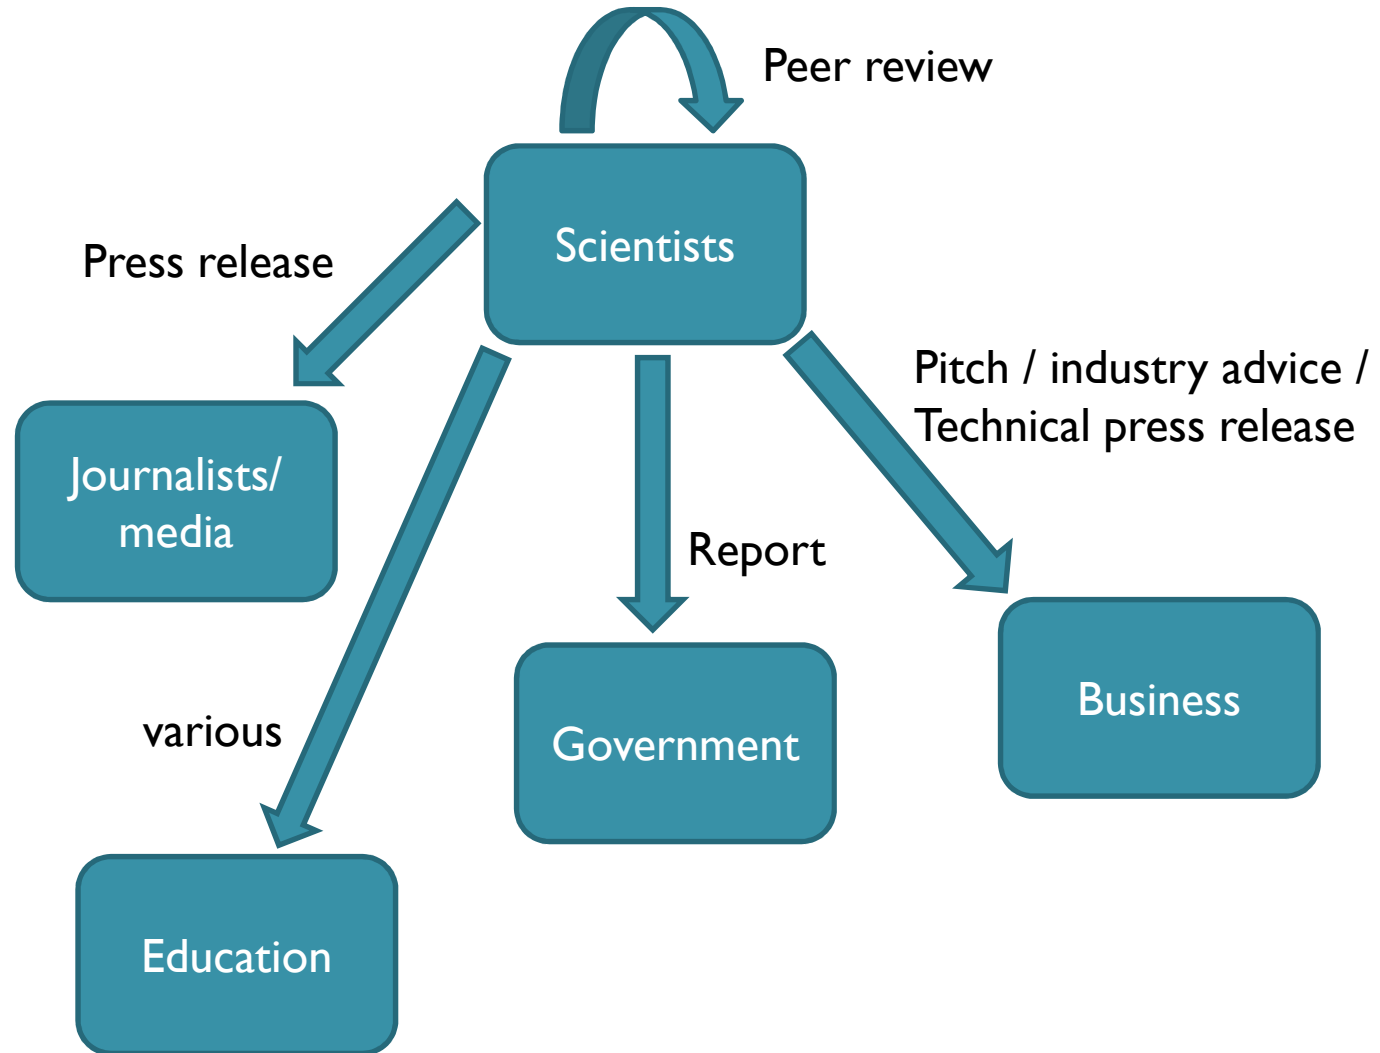 Peer review
Scientists
Press release
Pitch / industry advice /
Technical press release
Journalists/
media
Report
Business
various
Government
Education